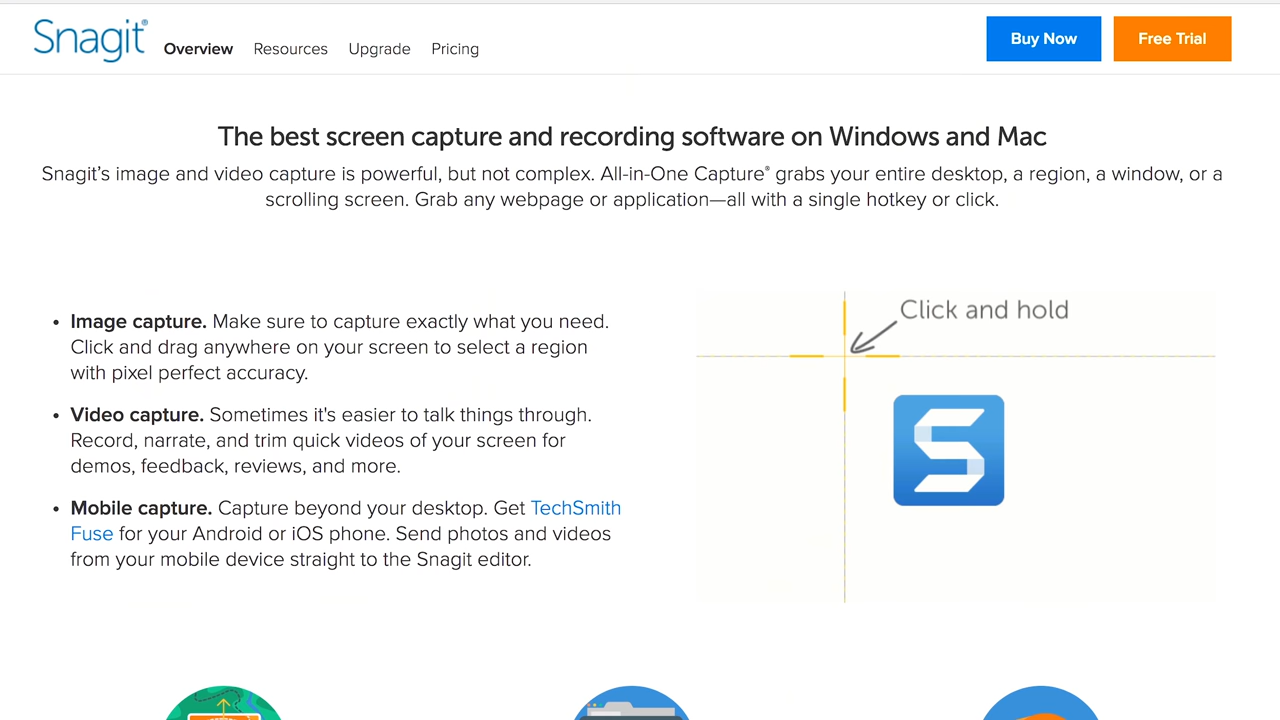 Snagit®
Overview Resources Upgrade Pricing Buy Now Free Trial
The best screen capture and recording software on Windows and Mac
Snagit’s image and video capture is powerful, but not complex. All-in-One Capture® grabs your entire desktop, a region, a window, or a
scrolling screen. Grab any webpage or application—all with a single hotkey or click.
• Image capture. Make sure to capture exactly what you need.
Click and drag anywhere on your screen to select a region
with pixel perfect accuracy.
• Video capture. Sometimes it's easier to talk things through.
Record, narrate, and trim quick videos of your screen for
demos, feedback, reviews, and more.
• Mobile capture. Capture beyond your desktop. Get TechSmith
Fuse for your Android or iOS phone. Send photos and videos
from your mobile device straight to the Snagit editor.
Click and hold
S